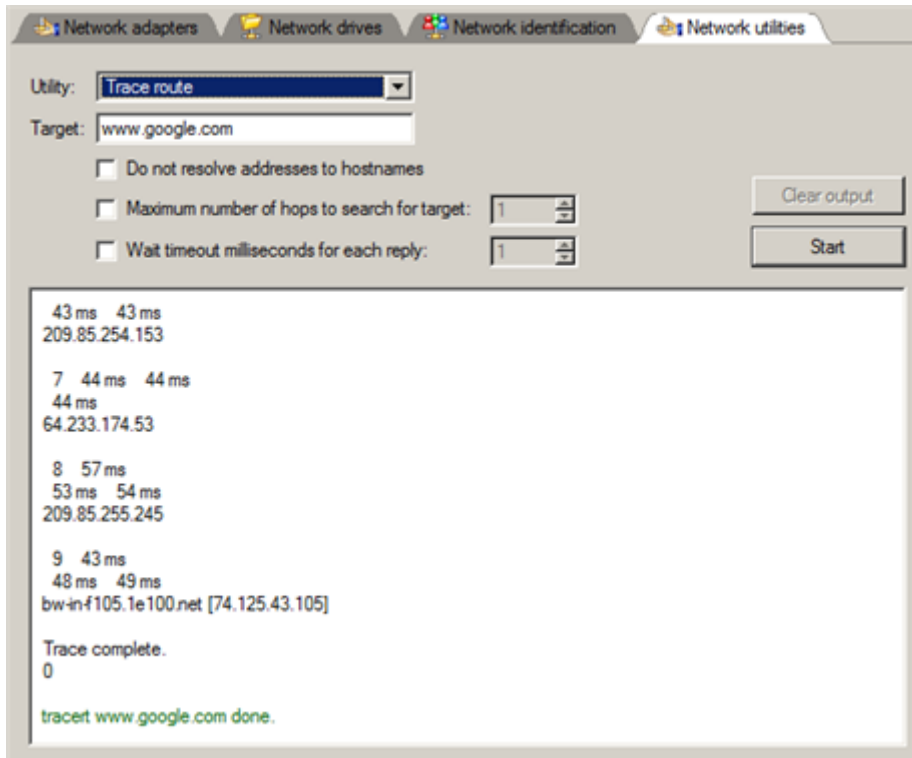 Network adapters
Network drives
Network identification
Network utilities
Utility: Trace route
Target: www.google.com
Do not resolve addresses to hostnames
Maximum number of hops to search for target: 1
Clear output
Wait timeout milliseconds for each reply: 1
Start
43 ms 43 ms
209.85.254.153
7 44 ms 44 ms
44 ms
64.233.174.53
8 57 ms
53 ms 54 ms
209.85.255.245
9 43 ms
48 ms 49 ms
bw-in-f105.1e100.net [74.125.43.105]
Trace complete.
0
tracert www.google.com done.